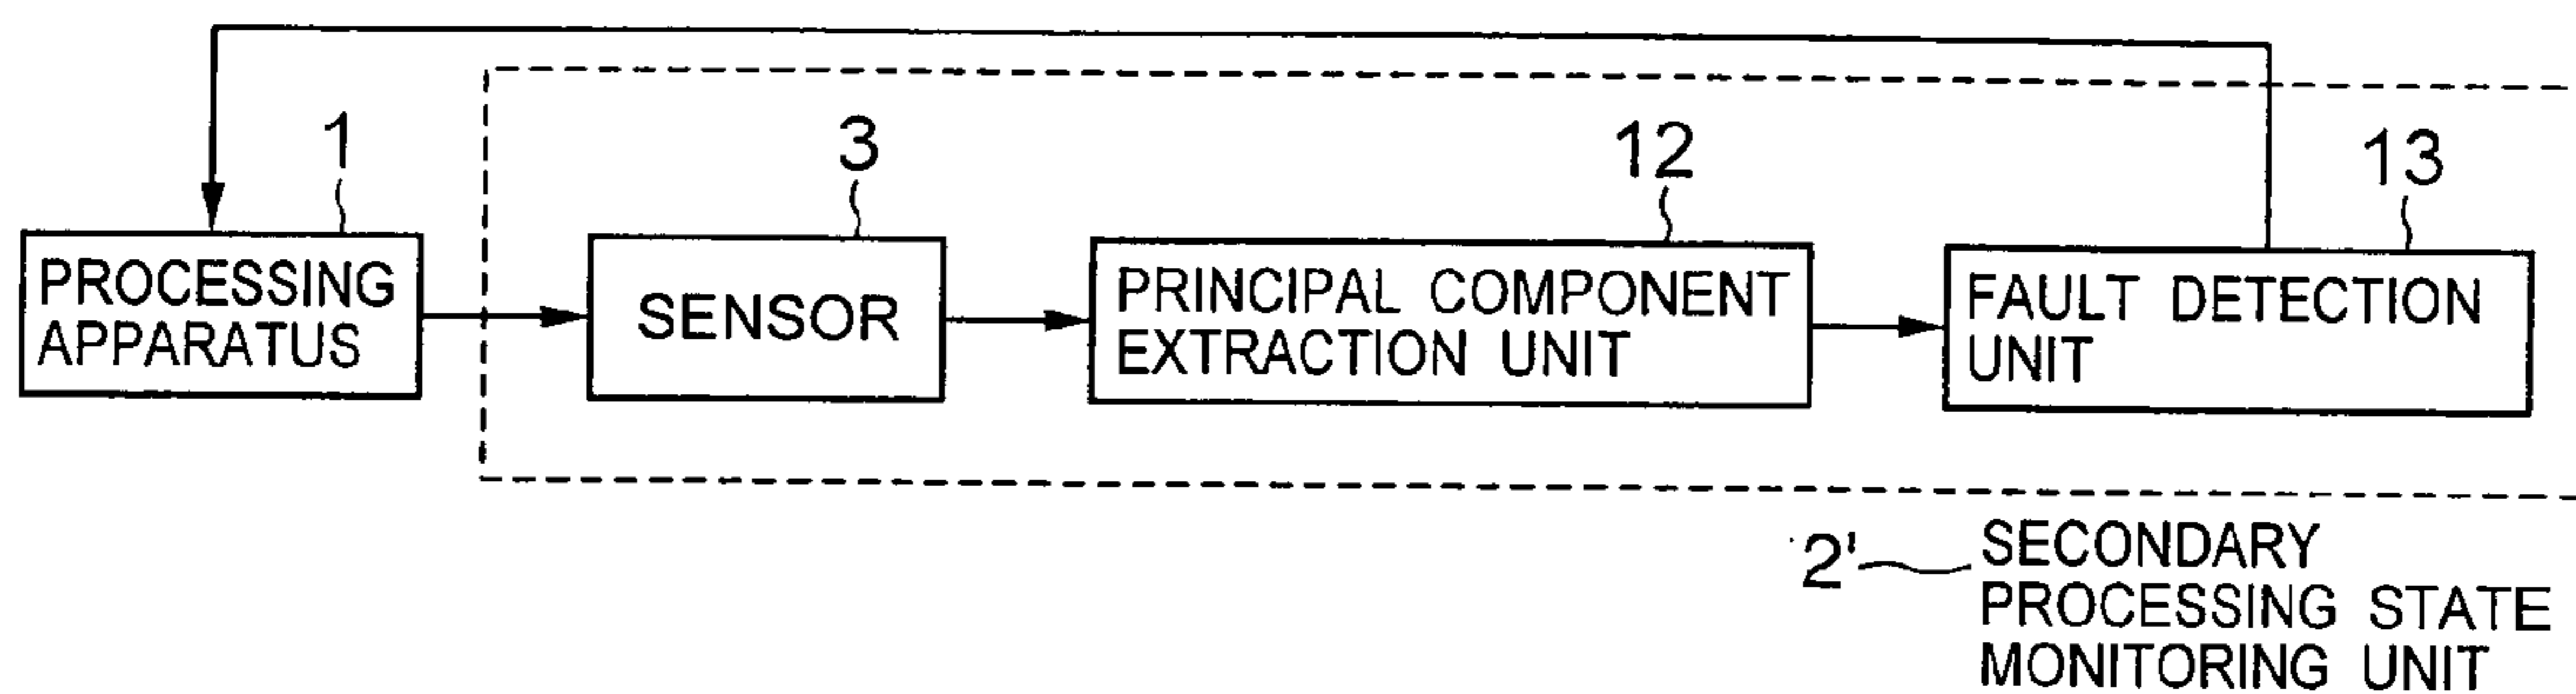 1
3
12
13
PROCESSING
APPARATUS
SENSOR
PRINCIPAL COMPONENT
EXTRACTION UNIT
FAULT DETECTION
UNIT
2'
SECONDARY
PROCESSING STATE
MONITORING UNIT